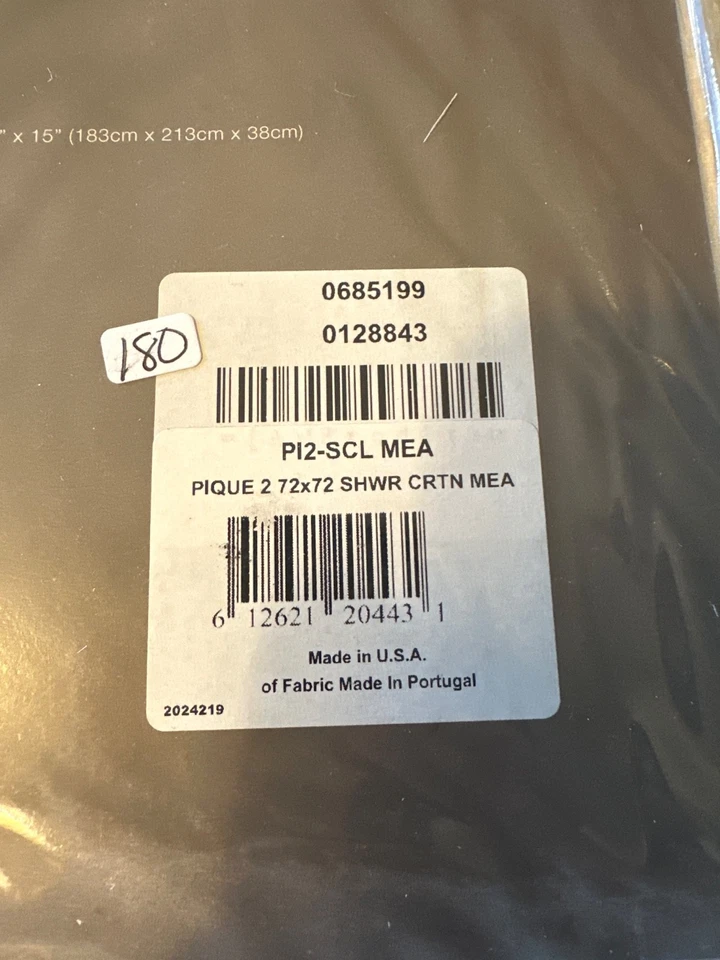 " x 15" (183cm x 213cm x 38cm)
0685199
0128843
180
PI2-SCL MEA
PIQUE 2 72x72 SHWR CRTN MEA
6 12621 20443 1
Made in U.S.A.
of Fabric Made In Portugal
2024219